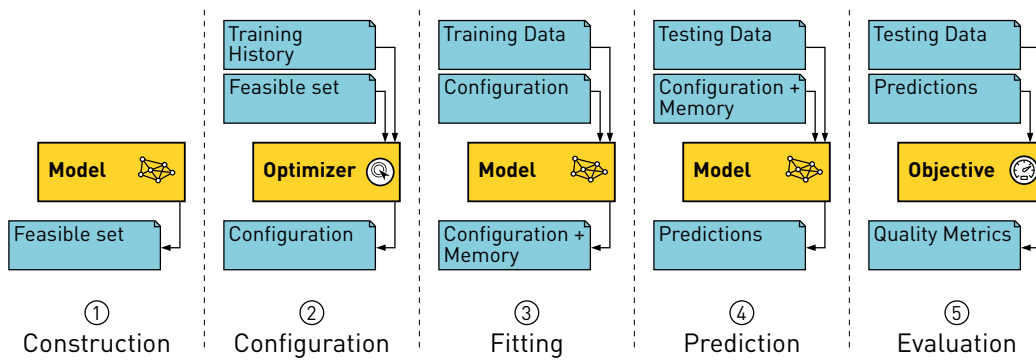 Model
Feasible set
1
Construction
Training
History
Feasible set
Optimizer
Configuration
2
Configuration
Training Data
Configuration
Model
Configuration +
Memory
3
Fitting
Testing Data
Configuration +
Memory
Model
Predictions
4
Prediction
Testing Data
Predictions
Objective
Quality Metrics
5
Evaluation